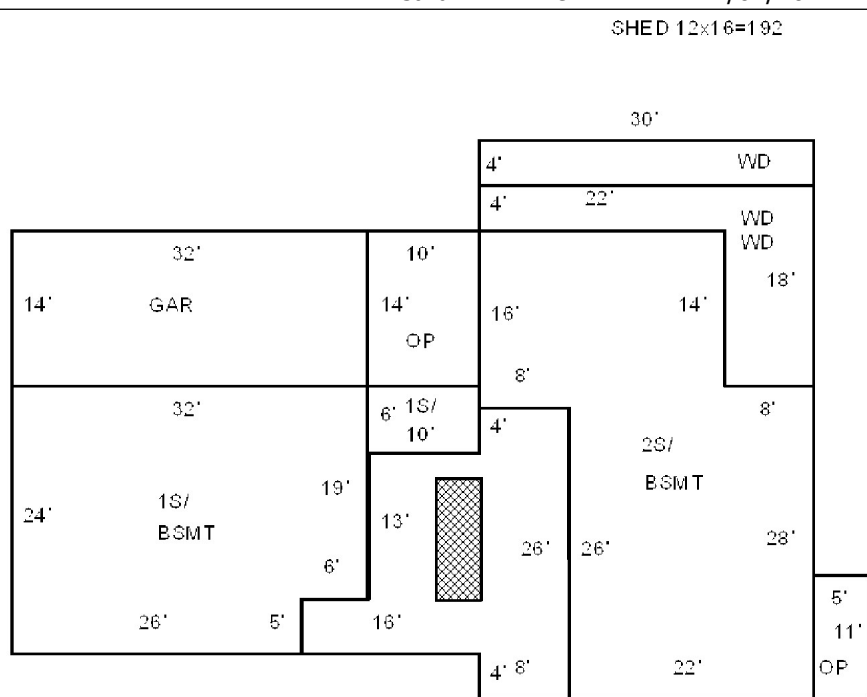 SHED 12x16=192
30'
4' WD
4' 22'
WD
WD
32' 10'
18'
14' GAR 14' 16' 14'
OP
8'
32' 6' 1S/ 8'
10' 4'
2S/
BSMT
19'
1S/
24' 13'
BSMT 28'
26' 26'
6'
5'
26' 5' 16' 11'
4' 8' 22' OP